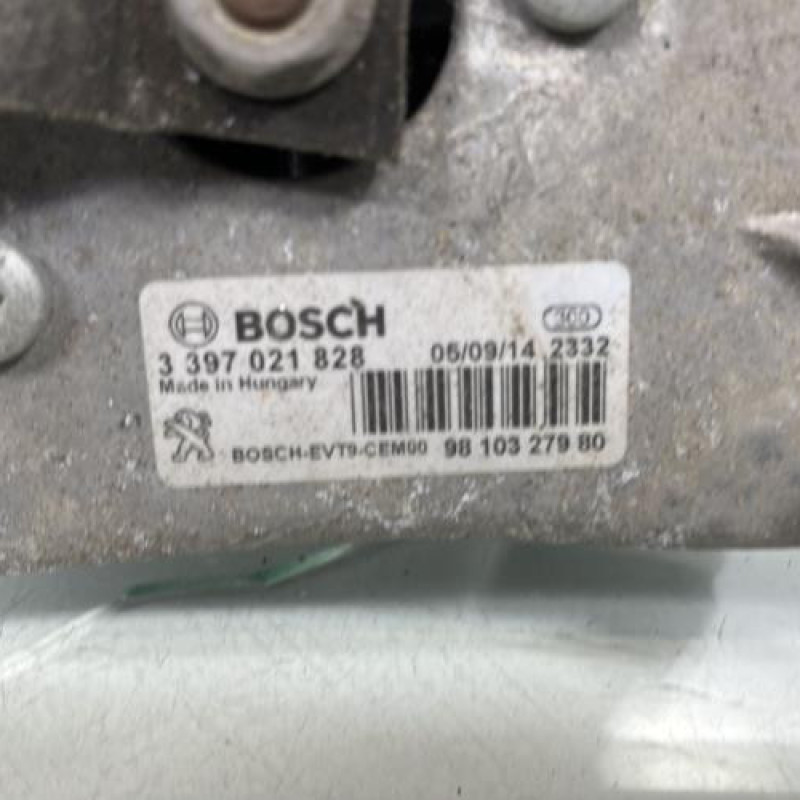 BOSCH
3 397 021 828 05/09/14 2332
Made in Hungary
BOSCH-EVT9-CEM00 98 103 279 80